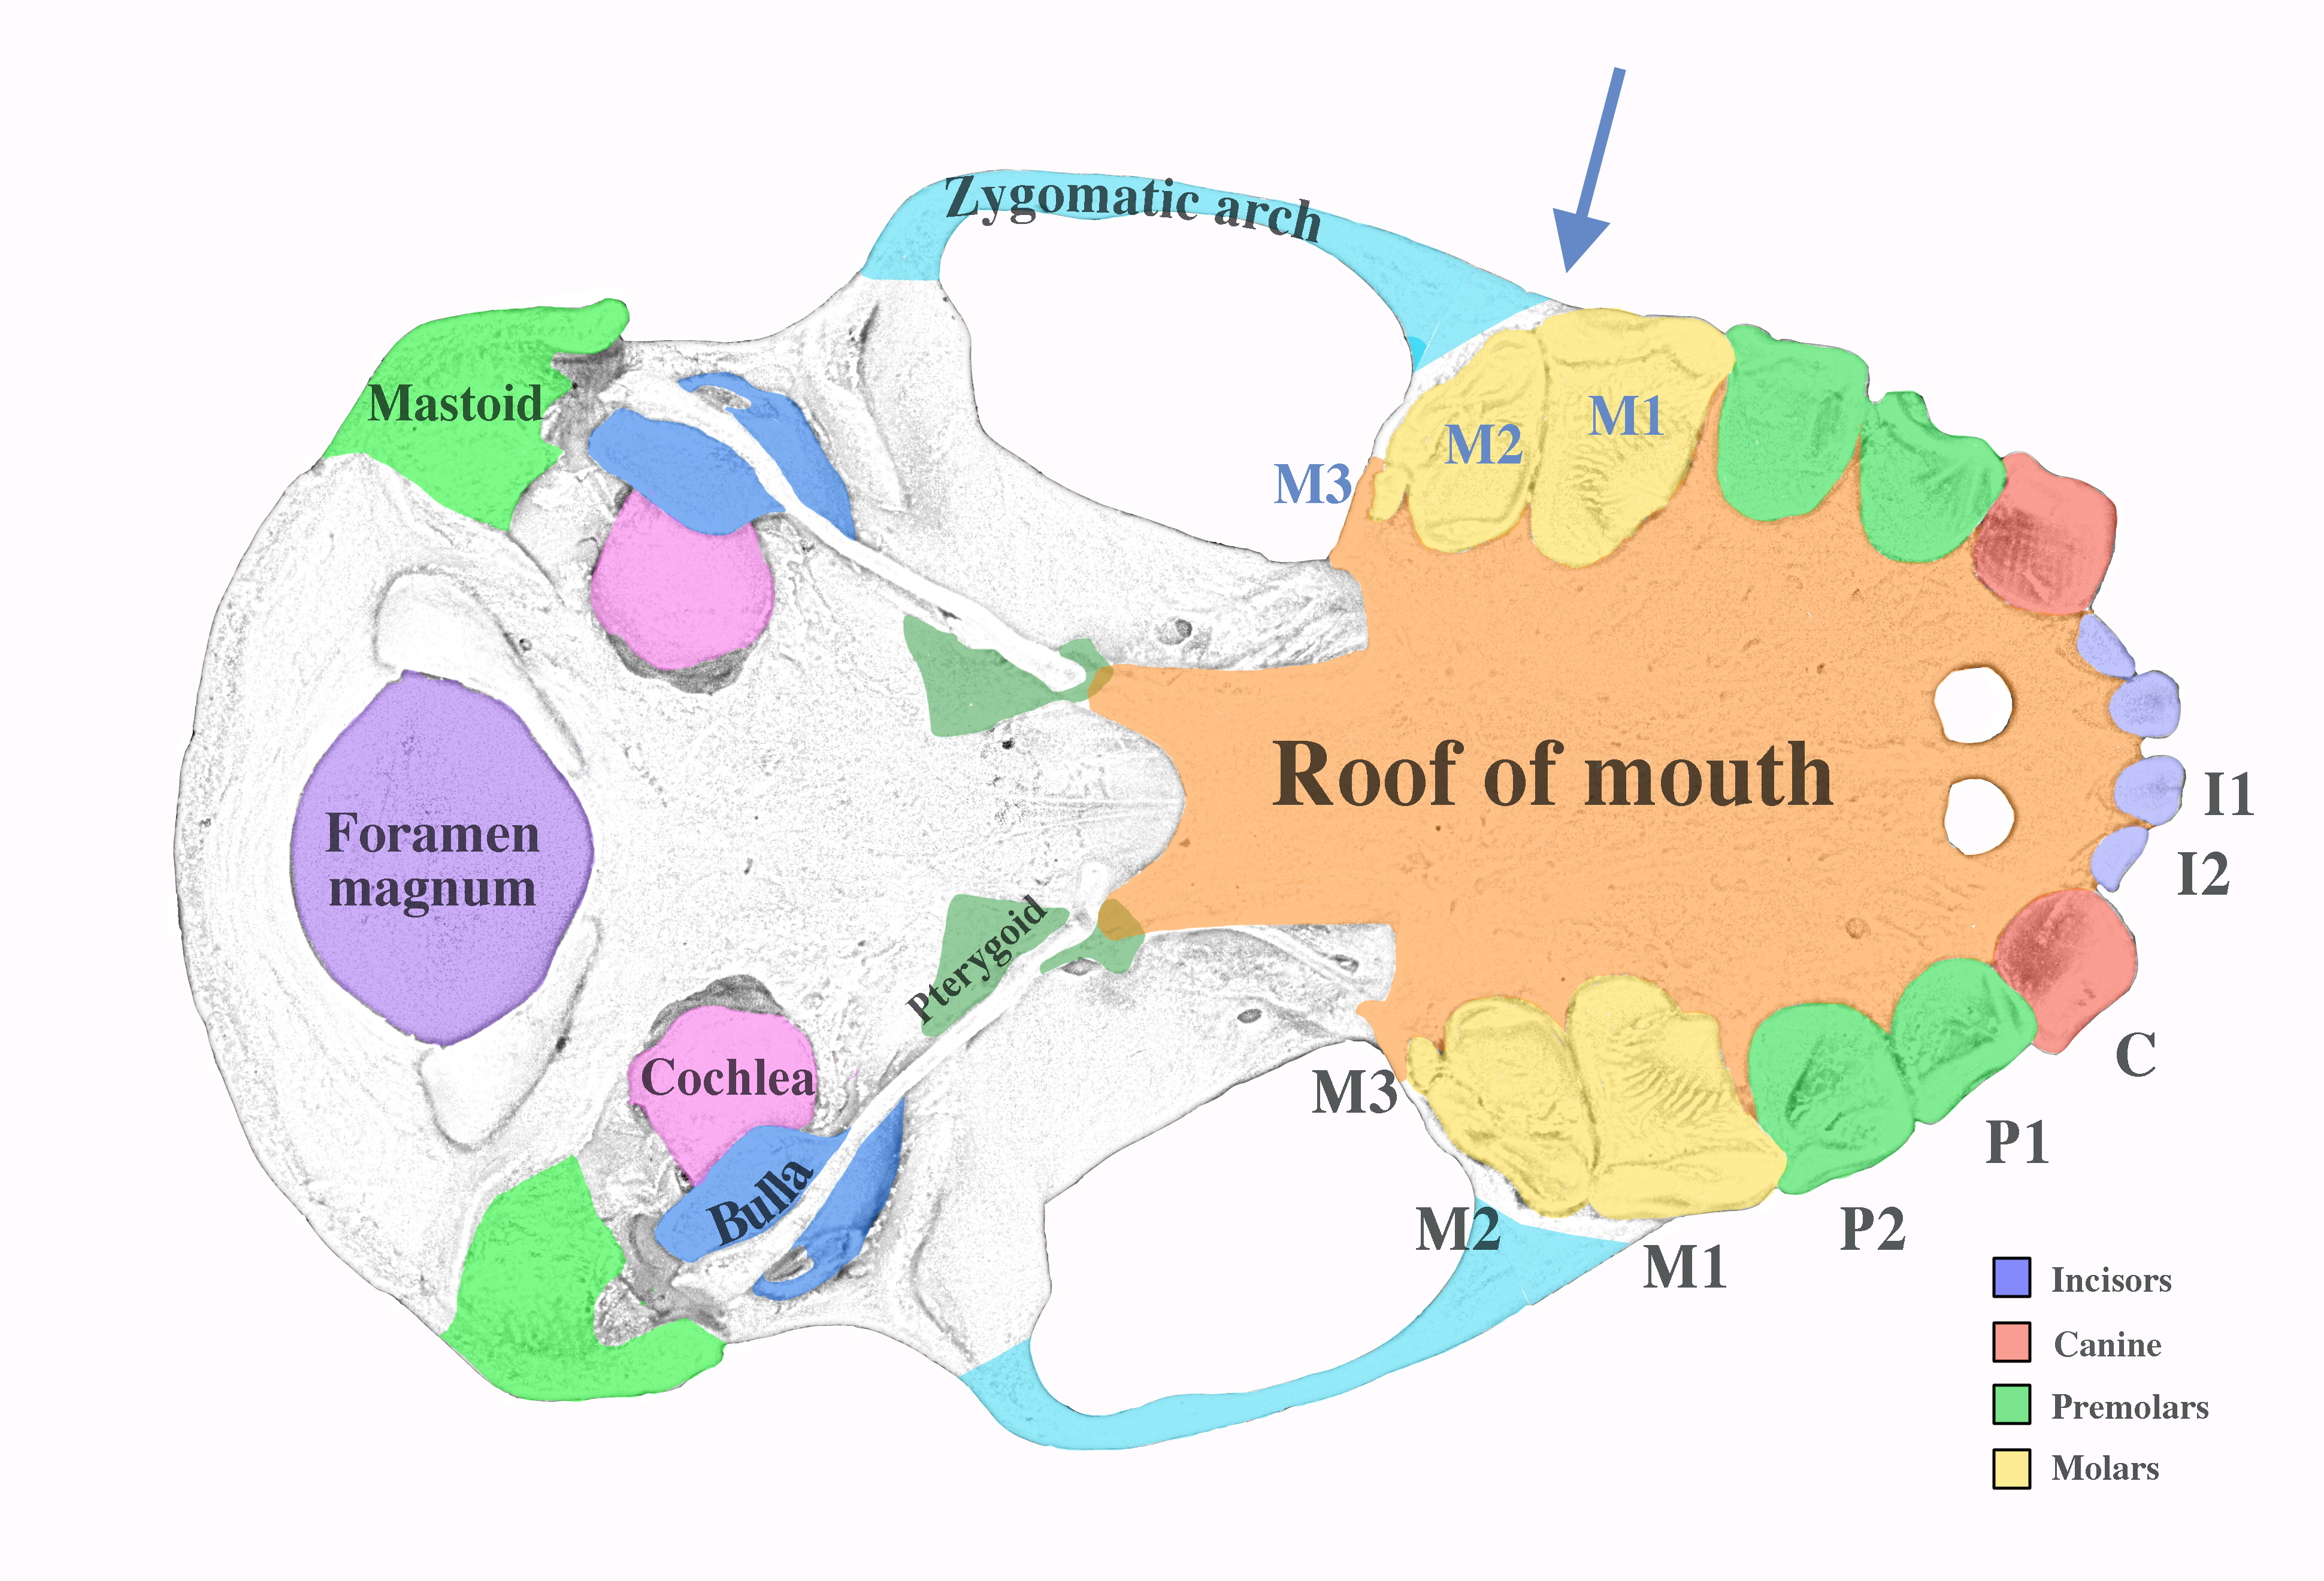 Zygomatic arch
Mastoid
M1
M2
M3
Roof of mouth
Foramen
magnum
I1
I2
Pterygoid
Cochlea
Bulla
C
M3
P1
M2
P2
M1
Incisors
Canine
Premolars
Molars